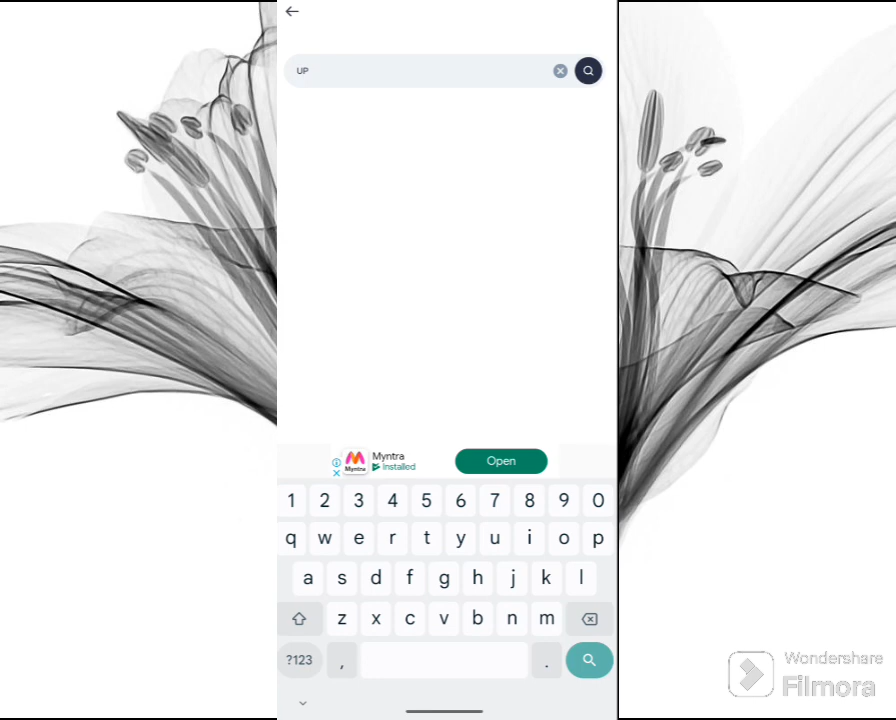 UP
Myntra
Myntra
Installed
Open
1 2 3 4 5 6 7 8 9 0
q w e r t y u i o p
a s d f g h j k l
z x c v b n m
?123 , .
Wondershare
Filmora